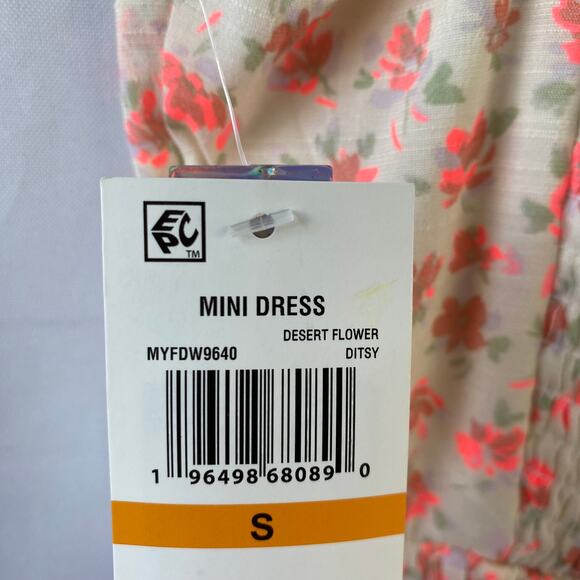 EPC
TM
MINI DRESS
DESERT FLOWER
MYFDW9640 DITSY
1 96498 68089 0
S